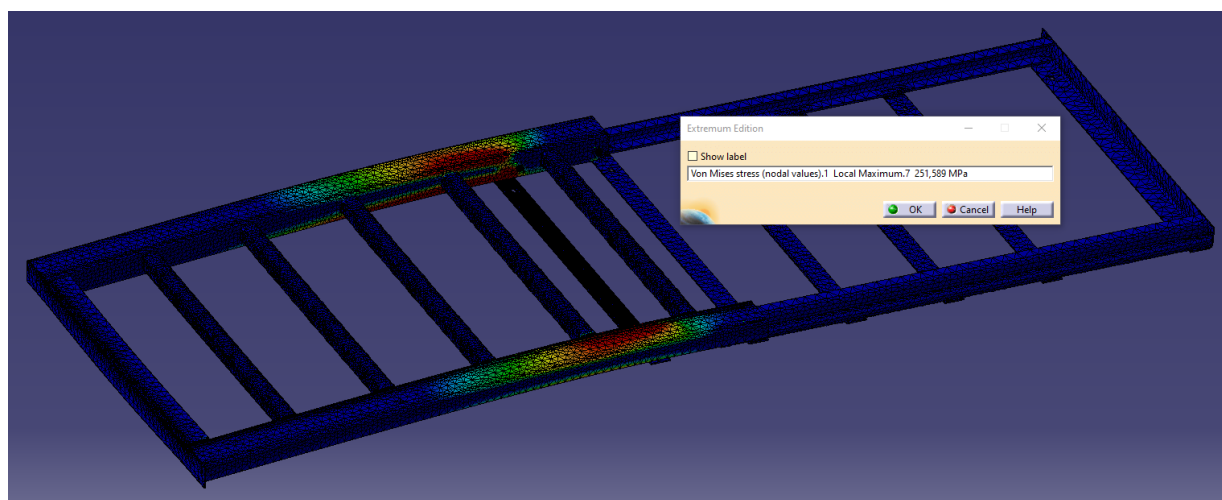 Extremum Edition
Show label
Von Mises stress (nodal values).1 Local Maximum.7 251,589 MPa
OK Cancel Help